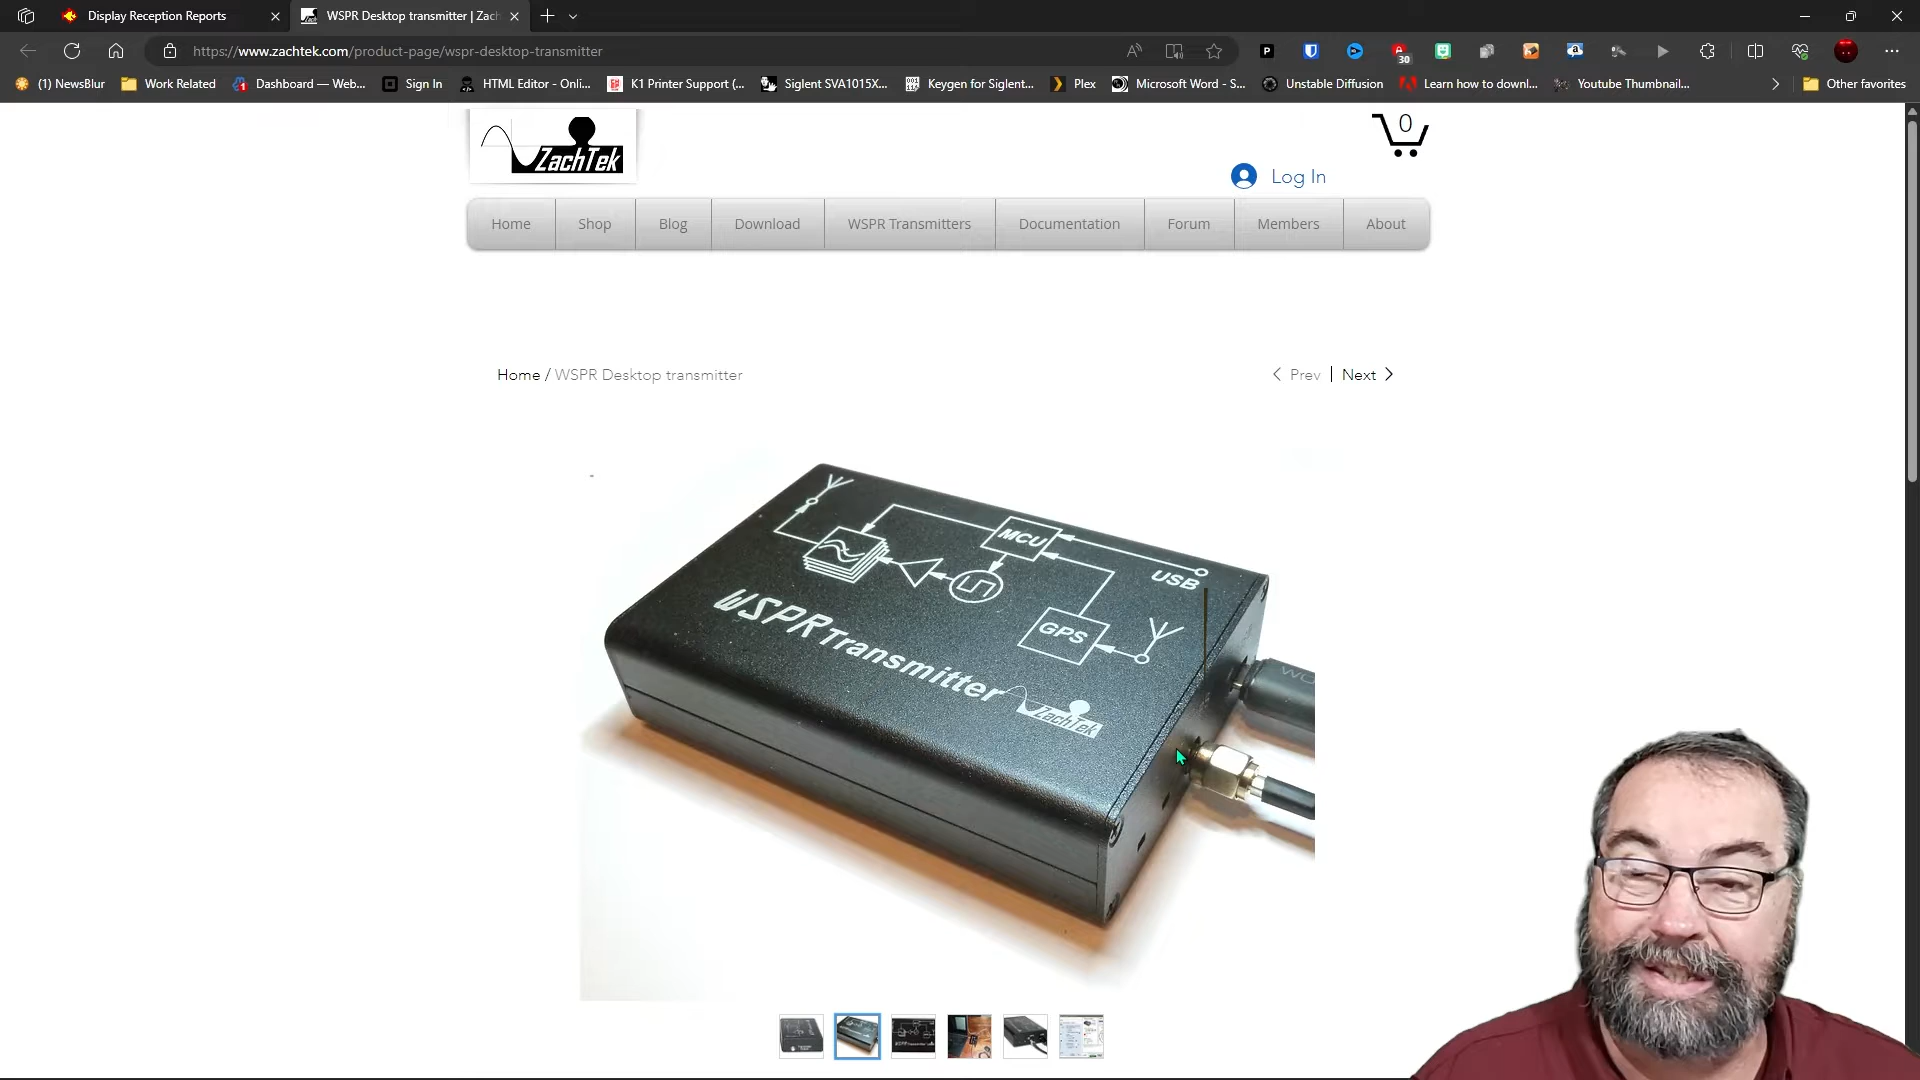 Display Reception Reports
WSPR Desktop transmitter | Zach
https://www.zachtek.com/product-page/wspr-desktop-transmitter
30
(1) NewsBlur
Work Related
Dashboard — Web...
Sign In
HTML Editor - Onli...
K1 Printer Support (...
Siglent SVA1015X...
Keygen for Siglent...
Plex
Microsoft Word - S...
Unstable Diffusion
Learn how to downl...
Youtube Thumbnail...
Other favorites
ZachTek
0
Log In
Home
Shop
Blog
Download
WSPR Transmitters
Documentation
Forum
Members
About
Home / WSPR Desktop transmitter
Prev | Next
MCU
USB
GPS
WSPR Transmitter
ZachTek